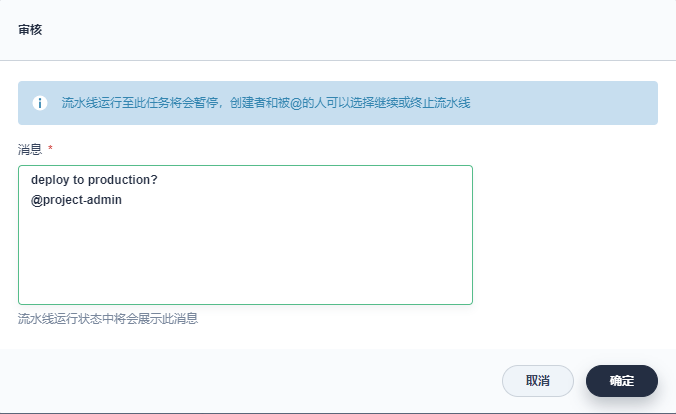 审核
流水线运行至此任务将会暂停，创建者和被@的人可以选择继续或终止流水线
消息 *
deploy to production?
@project-admin
流水线运行状态中将会展示此消息
取消
确定